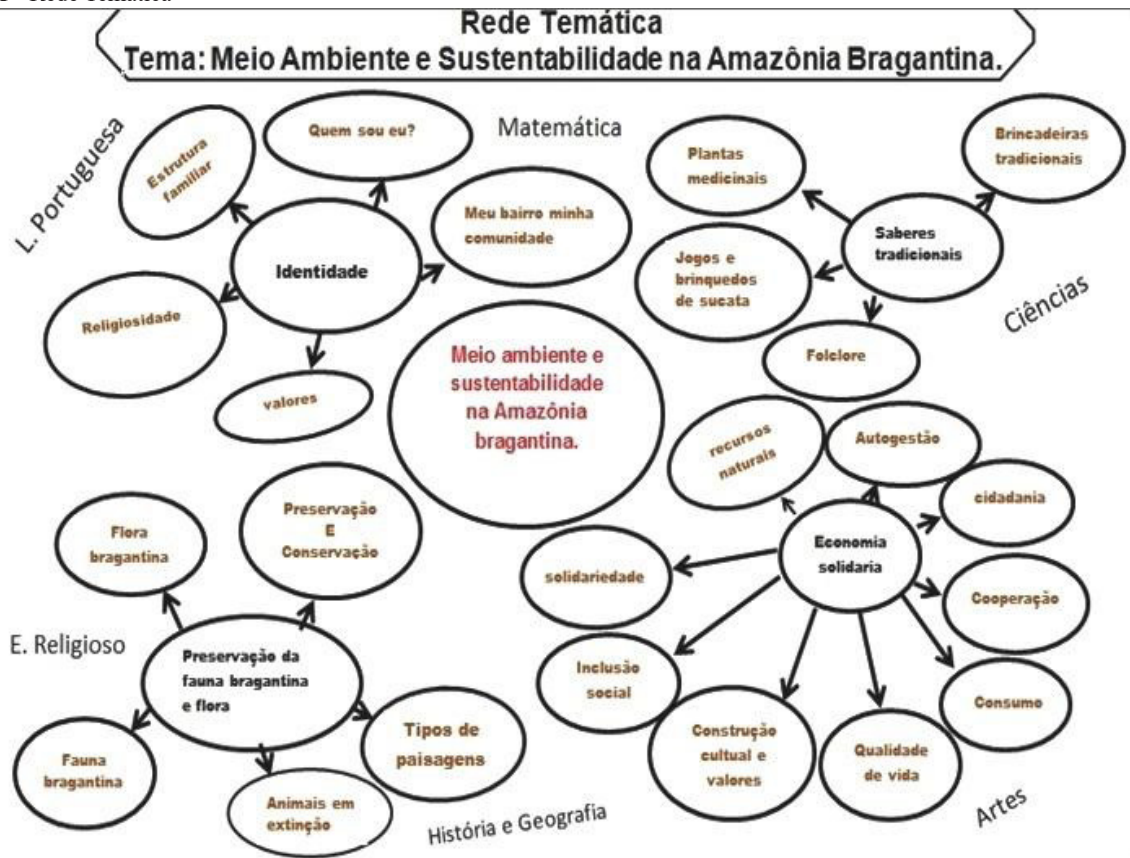 Rede Temática
Tema: Meio Ambiente e Sustentabilidade na Amazônia Bragantina.
L. Portuguesa
Estrutura
familiar
Quem sou eu?
Matemática
Meu bairro minha
comunidade
Identidade
Religiosidade
valores
Plantas
medicinais
Brincadeiras
tradicionais
Saberes
tradicionais
Jogos e
brinquedos
de sucata
Folclore
Ciências
Meio ambiente e
sustentabilidade
na Amazônia
bragantina.
recursos
naturais
Autogestão
cidadania
Economia
solidaria
solidariedade
Cooperação
Inclusão
social
Consumo
Construção
cultual e
valores
Qualidade
de vida
Artes
Flora
bragantina
Preservação
E
Conservação
E. Religioso
Preservação da
fauna bragantina
e flora
Fauna
bragantina
Tipos de
paisagens
Animais em
extinção
História e Geografia